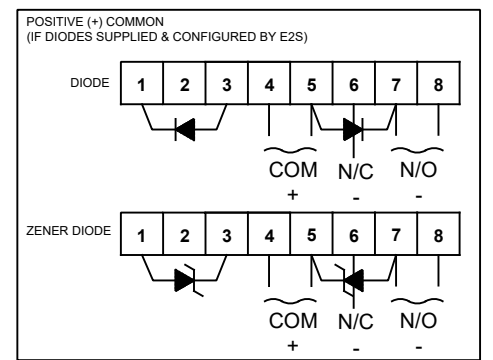 POSITIVE (+) COMMON
(IF DIODES SUPPLIED & CONFIGURED BY E2S)
DIODE 1 2 3 4 5 6 7 8
COM N/C N/O
+ - -
ZENER DIODE 1 2 3 4 5 6 7 8
COM N/C N/O
+ - -